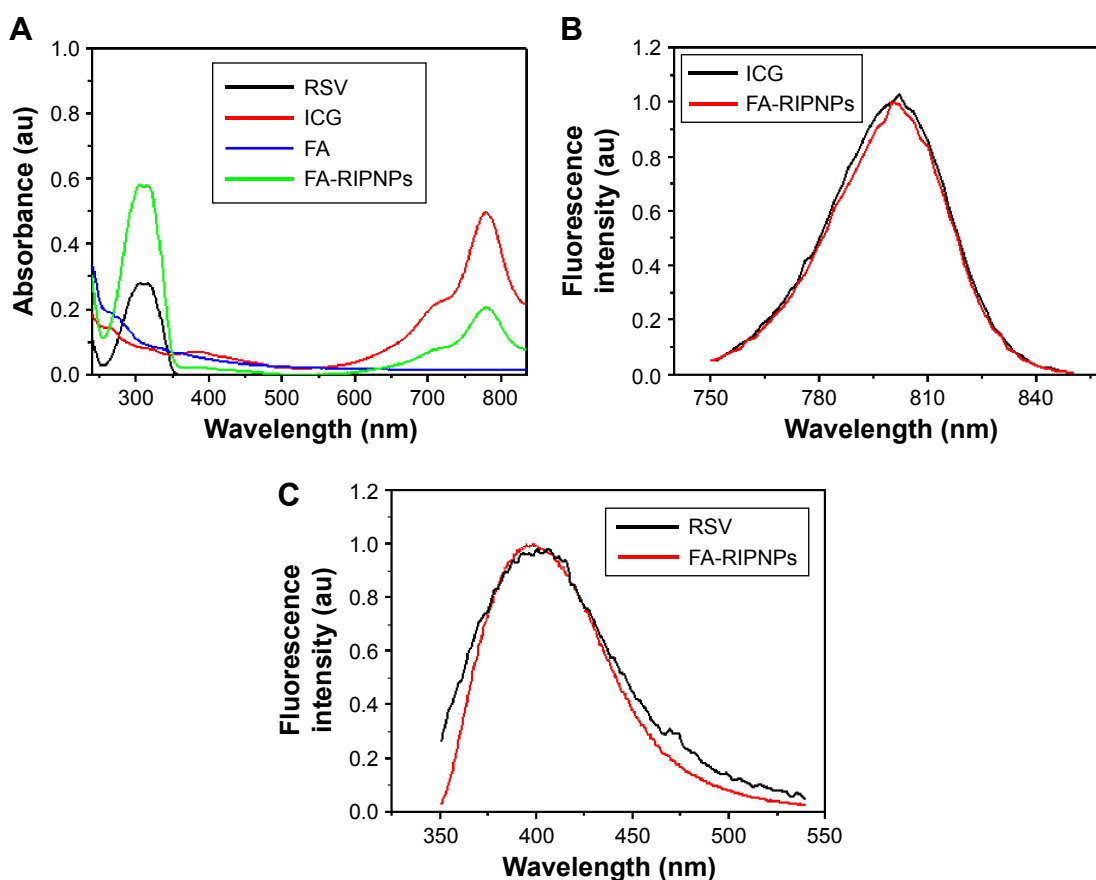 A
Absorbance (au)
1.0
0.8
0.6
0.4
0.2
0.0
RSV
ICG
FA
FA-RIPNPs
300 400 500 600 700 800
Wavelength (nm)
B
Fluorescence
intensity (au)
1.2
1.0
0.8
0.6
0.4
0.2
0.0
ICG
FA-RIPNPs
750 780 810 840
Wavelength (nm)
C
Fluorescence
intensity (au)
1.2
1.0
0.8
0.6
0.4
0.2
0.0
RSV
FA-RIPNPs
350 400 450 500 550
Wavelength (nm)